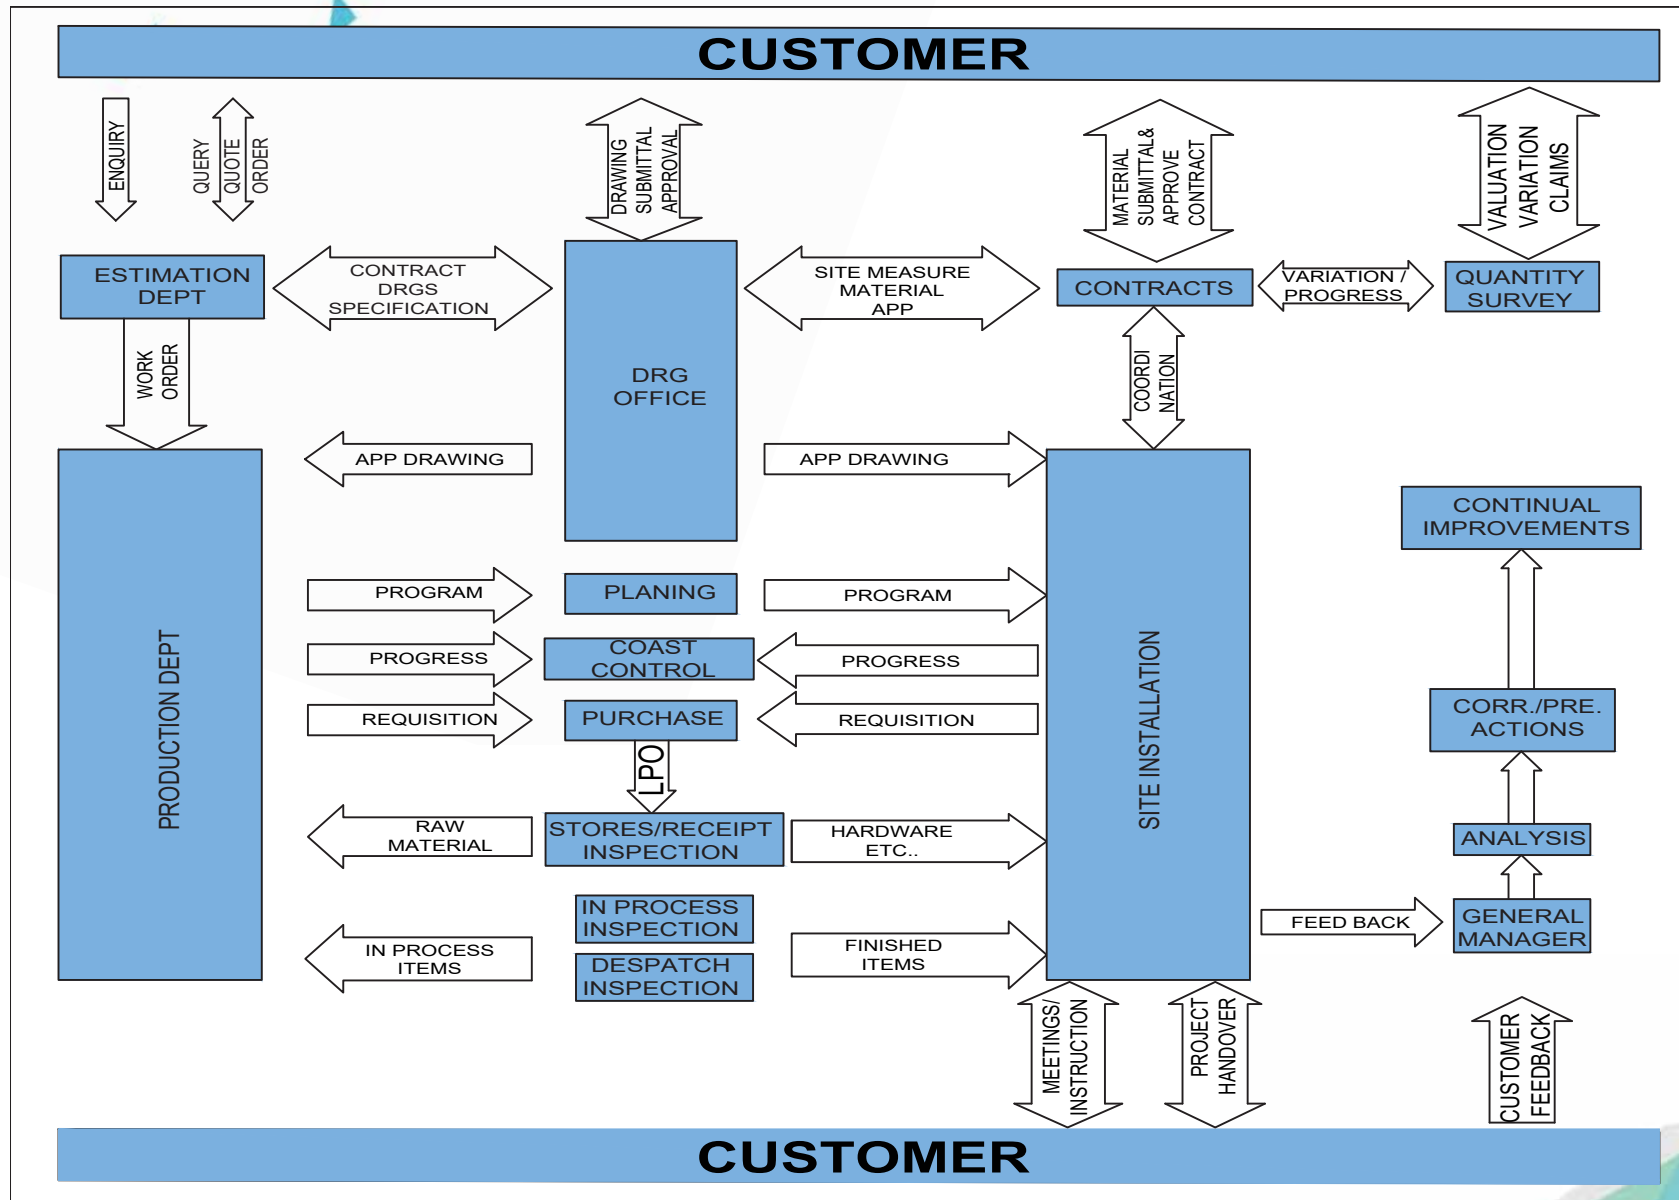 CUSTOMER
ENQUIRY
QUERY
QUOTE
ORDER
DRAWING
SUBMITTAL
APPROVAL
MATERIAL
SUBMITTAL&
APPROVE
CONTRACT
VALUATION
VARIATION
CLAIMS
ESTIMATION
DEPT
CONTRACT
DRGS
SPECIFICATION
DRG
OFFICE
SITE MEASURE
MATERIAL
APP
CONTRACTS
VARIATION /
PROGRESS
QUANTITY
SURVEY
WORK
ORDER
COORDI
NATION
APP DRAWING
APP DRAWING
PRODUCTION DEPT
SITE INSTALLATION
CONTINUAL
IMPROVEMENTS
PROGRAM
PLANING
PROGRAM
PROGRESS
COAST
CONTROL
PROGRESS
REQUISITION
PURCHASE
REQUISITION
CORR./PRE.
ACTIONS
LPO
RAW
MATERIAL
STORES/RECEIPT
INSPECTION
HARDWARE
ETC..
ANALYSIS
IN PROCESS
INSPECTION
FEED BACK
GENERAL
MANAGER
IN PROCESS
ITEMS
DESPATCH
INSPECTION
FINISHED
ITEMS
MEETINGS/
INSTRUCTION
PROJECT
HANDOVER
CUSTOMER
FEEDBACK
CUSTOMER